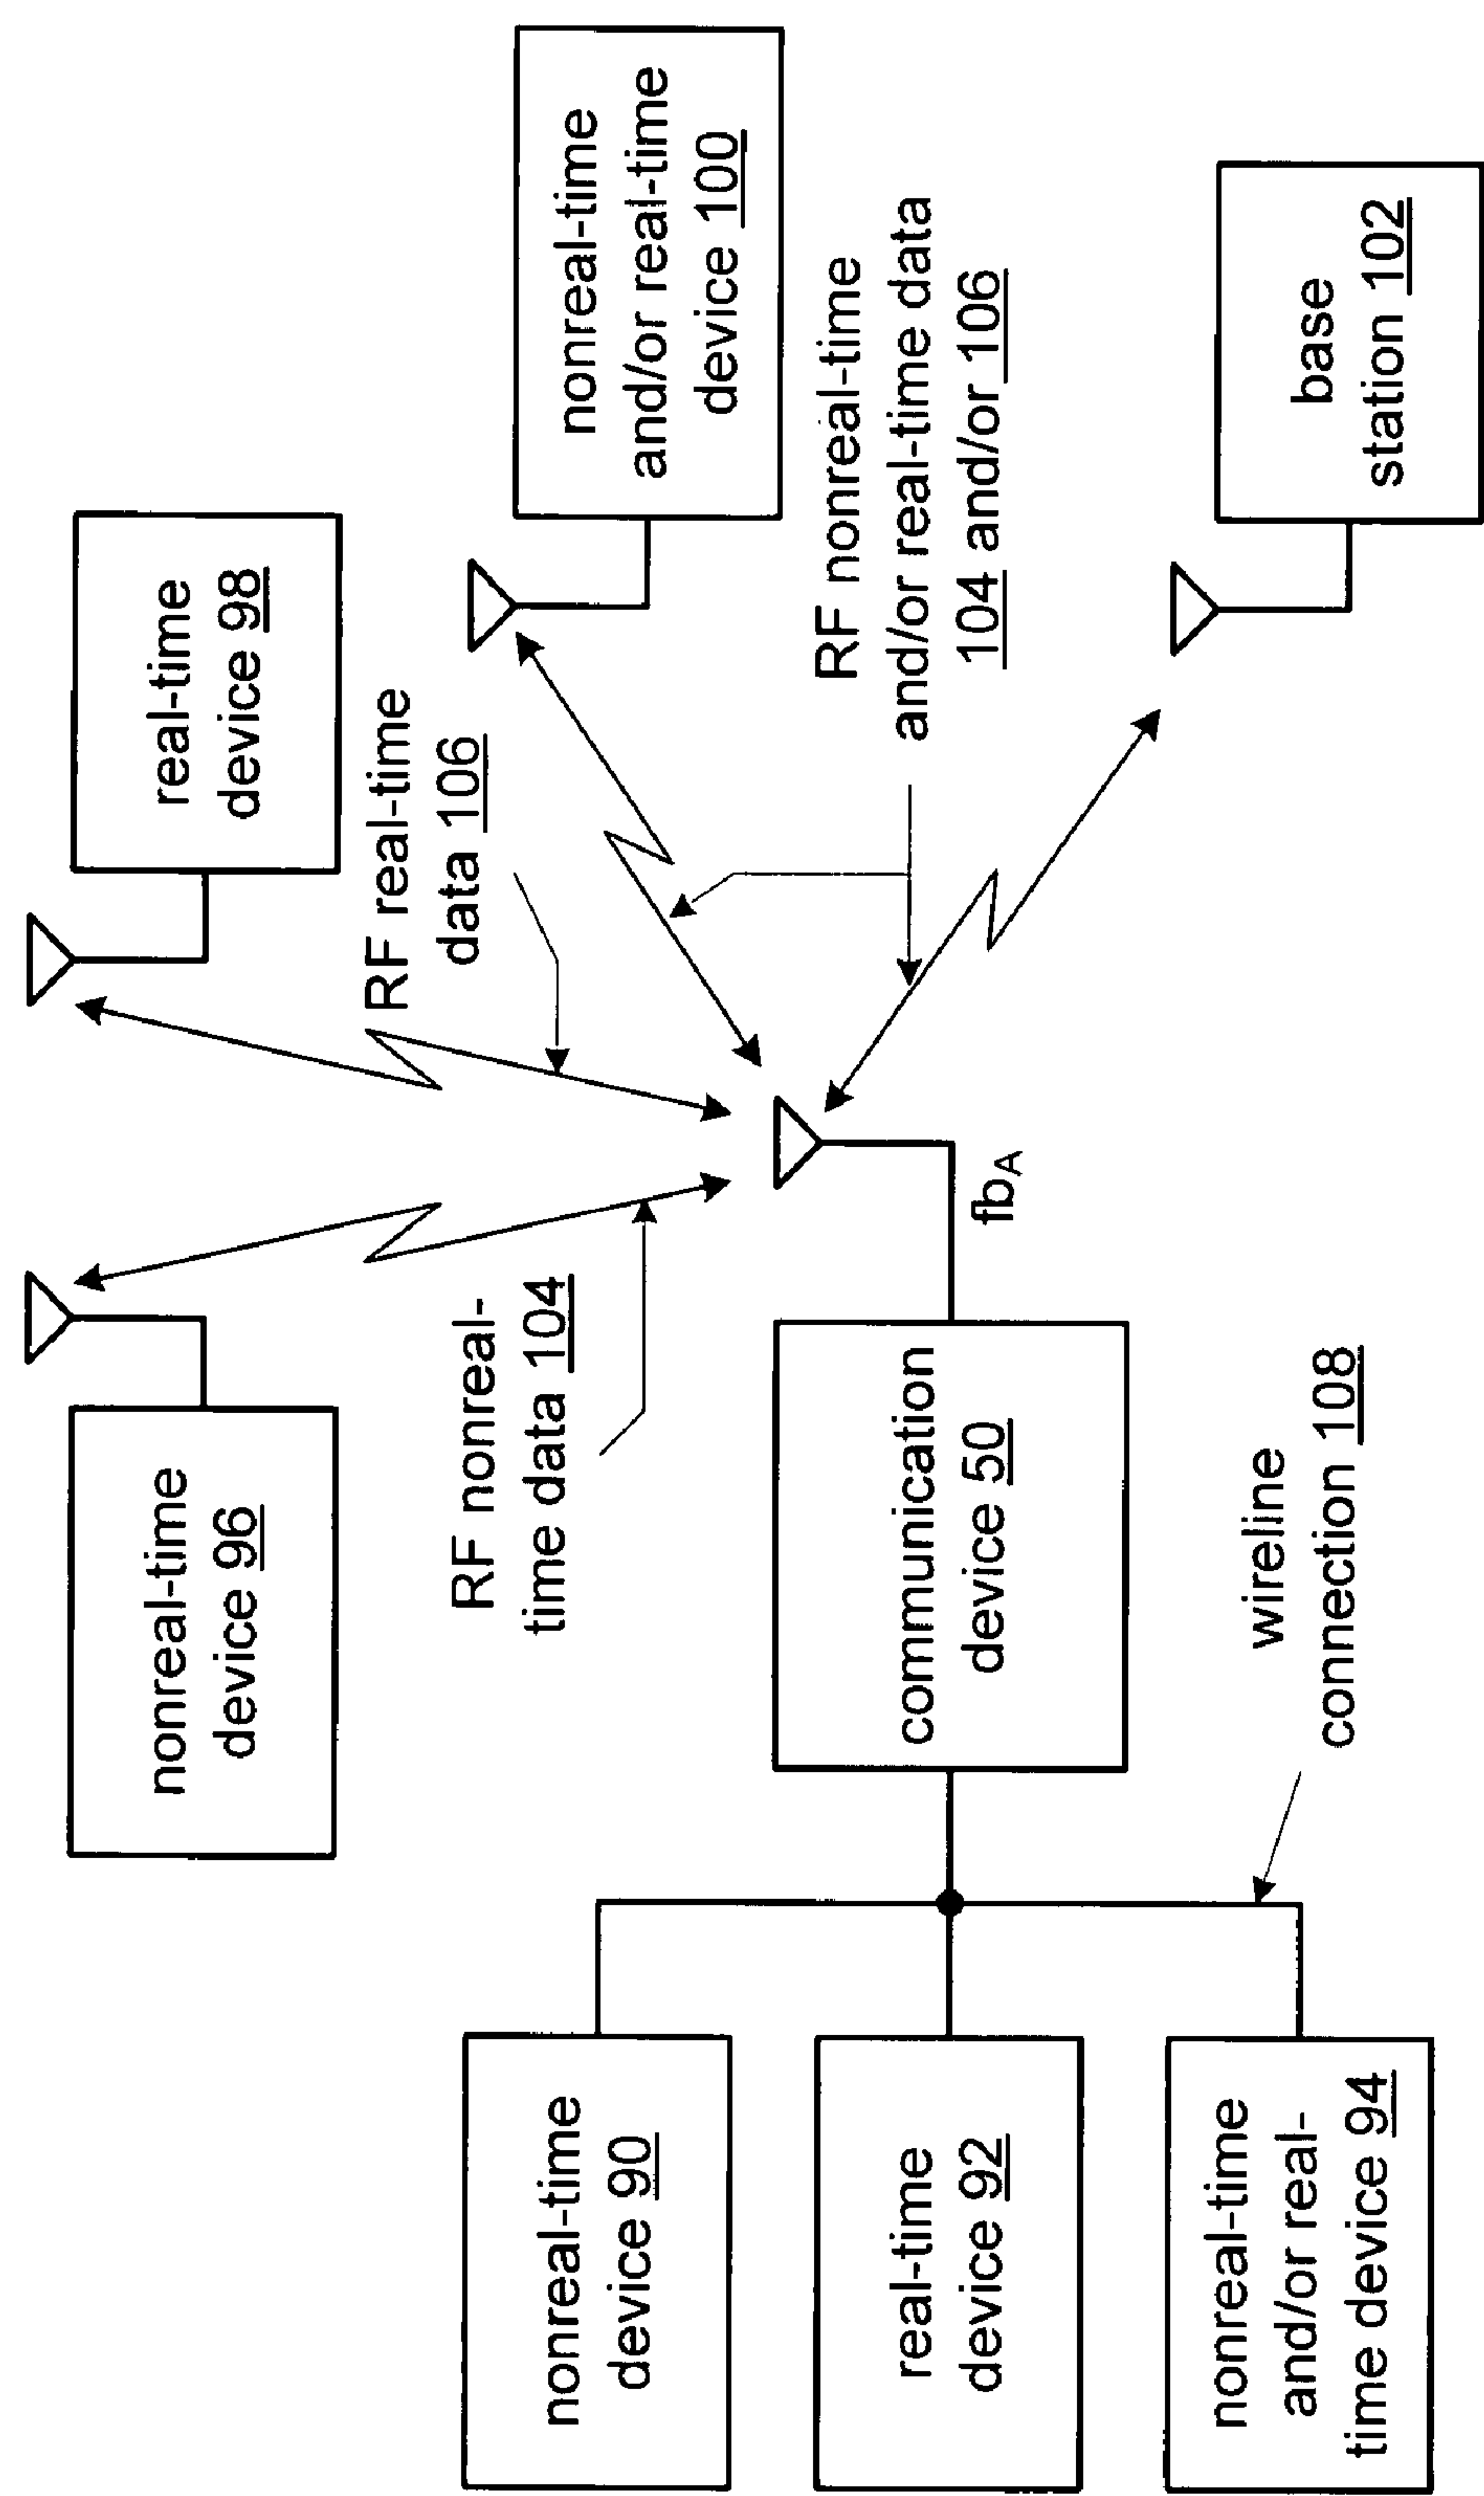 nonreal-time
device 96
real-time
device 98
RF real-time
data 106
RF nonreal-
time data 104
nonreal-time
and/or real-time
device 100
nonreal-time
device 90
real-time
device 92
nonreal-time
and/or real-
time device 94
communication
device 50
fbA
RF nonreal-time
and/or real-time data
104 and/or 106
wireline
connection 108
base
station 102